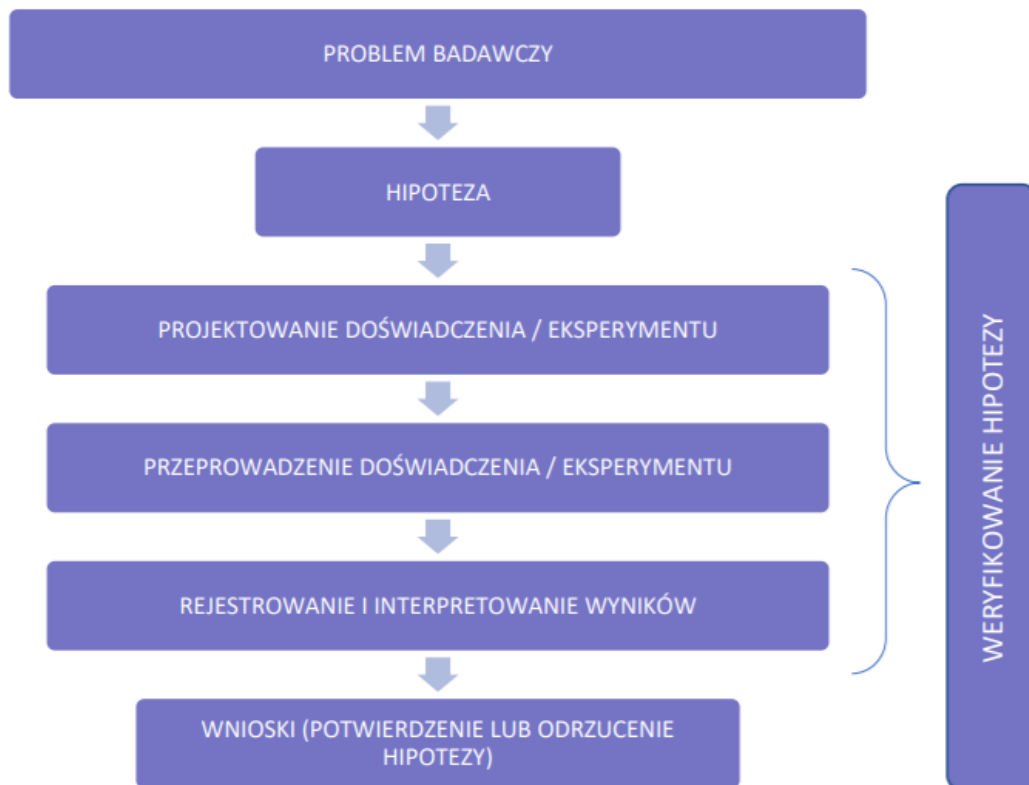 PROBLEM BADAWCZY
HIPOTEZA
PROJEKTOWANIE DOŚWIADCZENIA / EKSPERYMENTU
PRZEPROWADZENIE DOŚWIADCZENIA / EKSPERYMENTU
REJESTROWANIE I INTERPRETOWANIE WYNIKÓW
WNIOSKI (POTWIERDZENIE LUB ODRZUCENIE
HIPOTEZY)
WERYFIKOWANIE HIPOTEZY